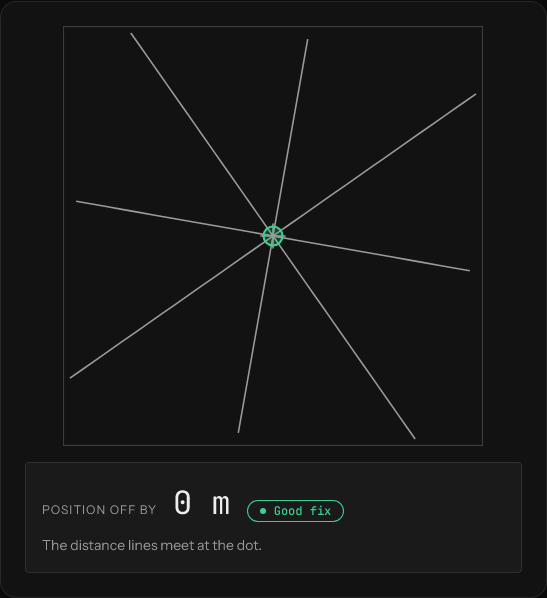 POSITION OFF BY 0 m Good fix
The distance lines meet at the dot.